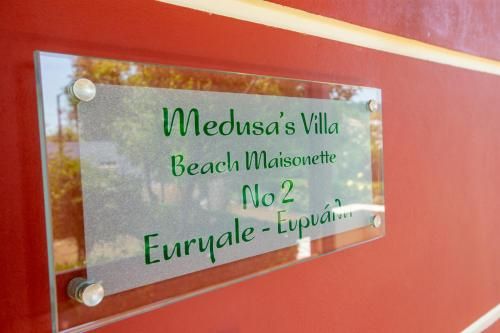 Medusa's Villa
Beach Maisonette
No 2
Euryale - Ευρυάλη